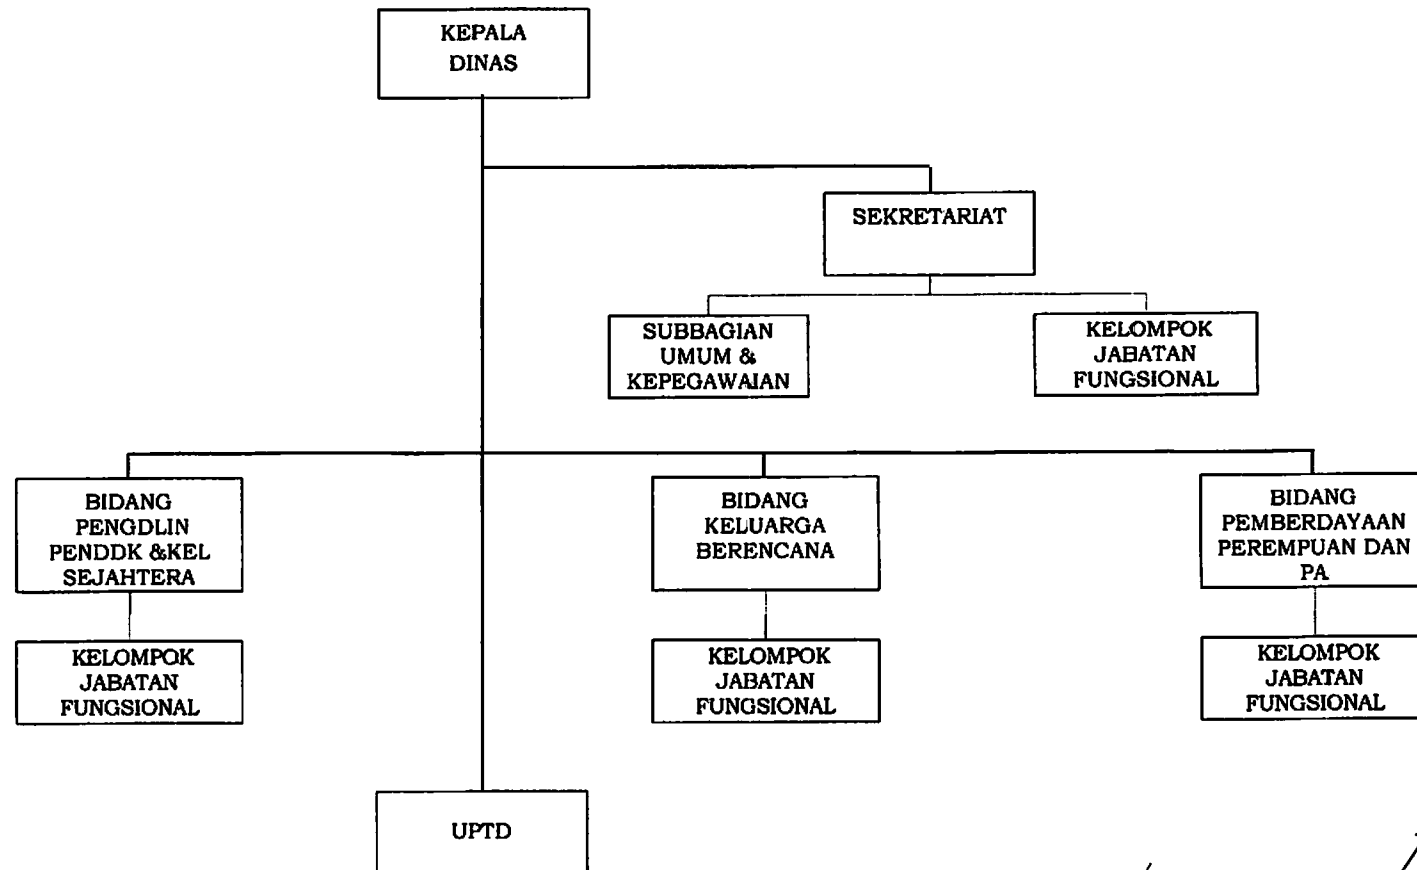 KEPALA
DINAS
SEKRETARIAT
SUBBAGIAN
UMUM &
KEPEGAWAIAN
KELOMPOK
JABATAN
FUNGSIONAL
BIDANG
PENGDLIN
PENDDK &KEL
SEJAHTERA
BIDANG
KELUARGA
BERENCANA
BIDANG
PEMBERDAYAAN
PEREMPUAN DAN
PA
KELOMPOK
JABATAN
FUNGSIONAL
KELOMPOK
JABATAN
FUNGSIONAL
KELOMPOK
JABATAN
FUNGSIONAL
UPTD